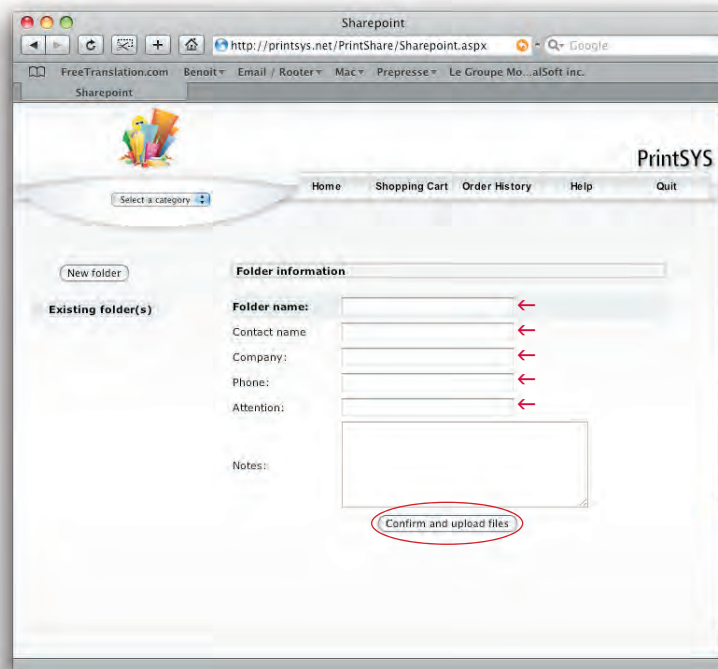 Sharepoint
http://printsys.net/PrintShare/Sharepoint.aspx Google
FreeTranslation.com Benoit Email / Rooter Mac Prepresse Le Groupe Mo...alSoft inc.
Sharepoint
PrintSYS
Home Shopping Cart Order History Help Quit
Select a category
New folder
Folder information
Existing folder(s)
Folder name:
Contact name
Company:
Phone:
Attention:
Notes:
Confirm and upload files